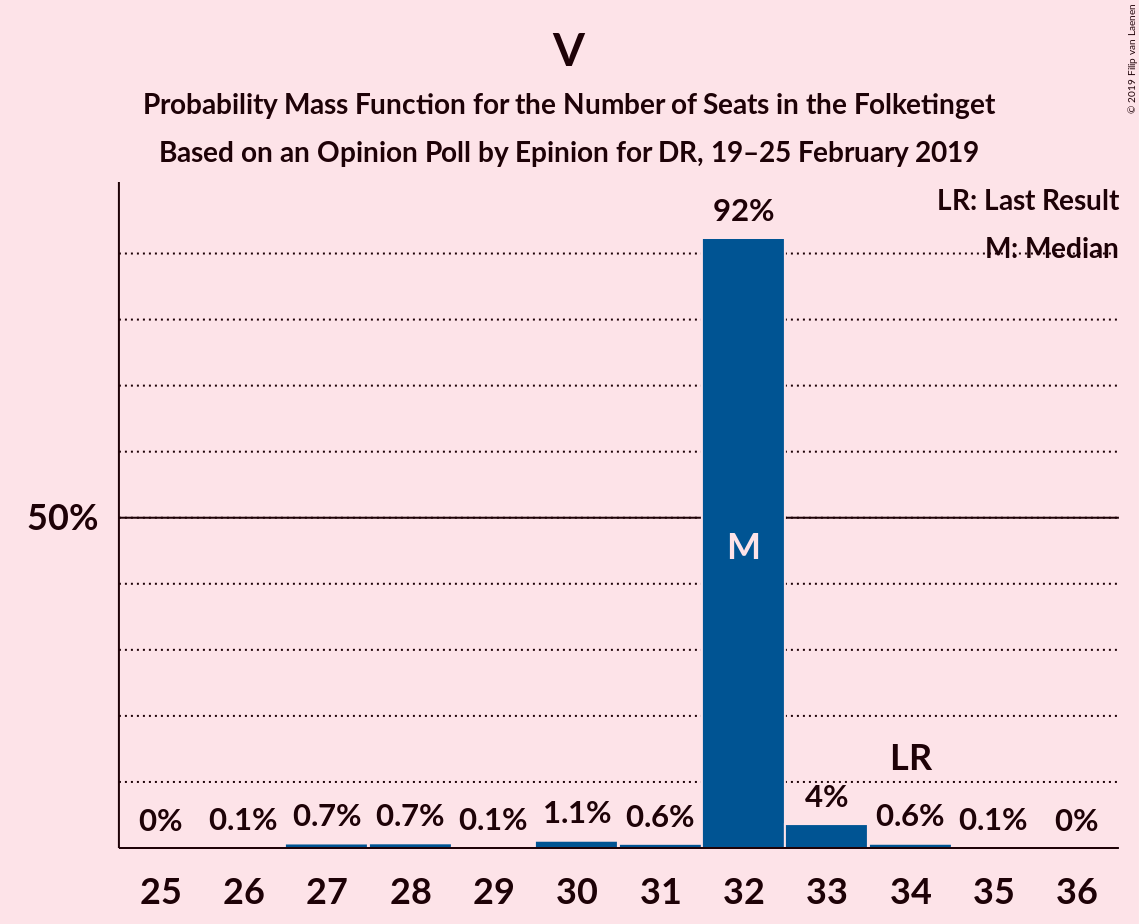 V
Probability Mass Function for the Number of Seats in the Folketinget
Based on an Opinion Poll by Epinion for DR, 19–25 February 2019
© 2019 Filip van Laenen
LR: Last Result
M: Median
50%
0% 0.1% 0.7% 0.7% 0.1% 1.1% 0.6% 92% 4% 0.6% 0.1% 0%
M
LR
25 26 27 28 29 30 31 32 33 34 35 36